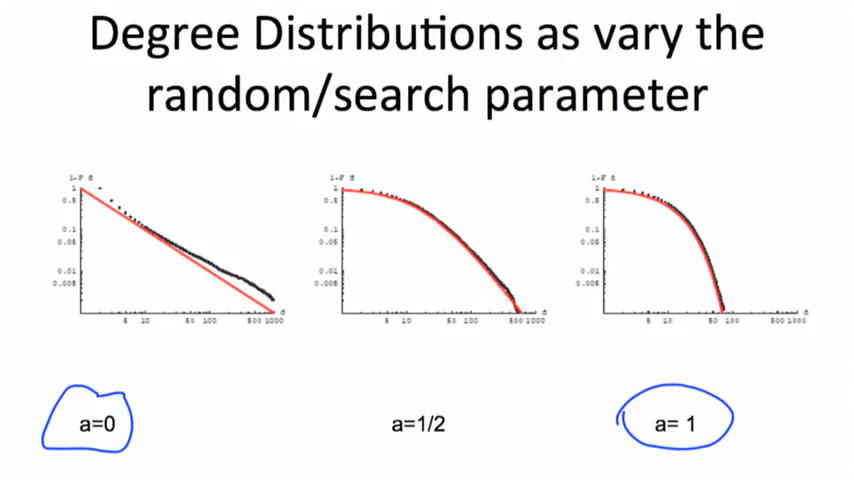 Degree Distributions as vary the
random/search parameter
1-F d
1
0.5
0.1
0.05
0.01
0.005
5 10 50 100 500 1000 d
1-F d
1
0.5
0.1
0.05
0.01
0.005
5 10 50 100 500 1000 d
1-F d
1
0.5
0.1
0.05
0.01
0.005
5 10 50 100 500 1000 d
a=0
a=1/2
a= 1